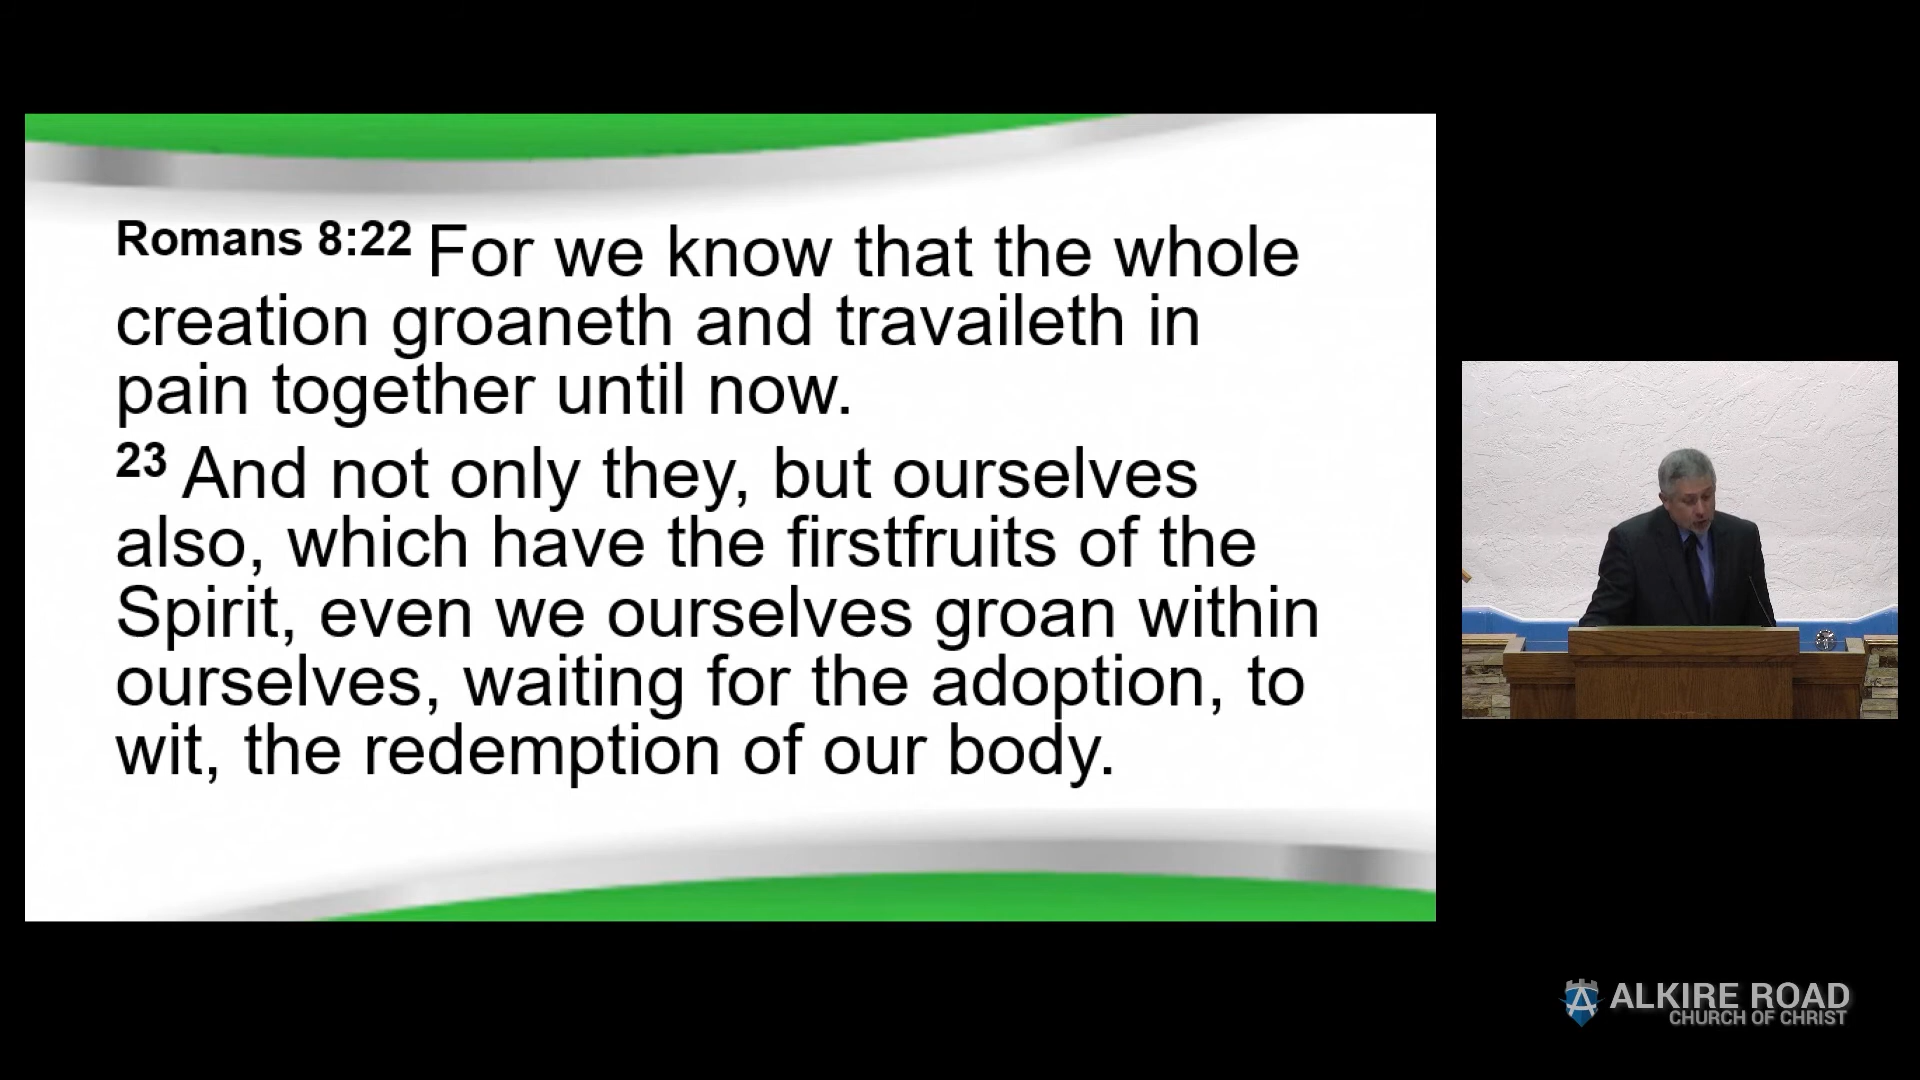 Romans 8:22 For we know that the whole
creation groaneth and travaileth in
pain together until now.
23 And not only they, but ourselves
also, which have the firstfruits of the
Spirit, even we ourselves groan within
ourselves, waiting for the adoption, to
wit, the redemption of our body.
ALKIRE ROAD
CHURCH OF CHRIST